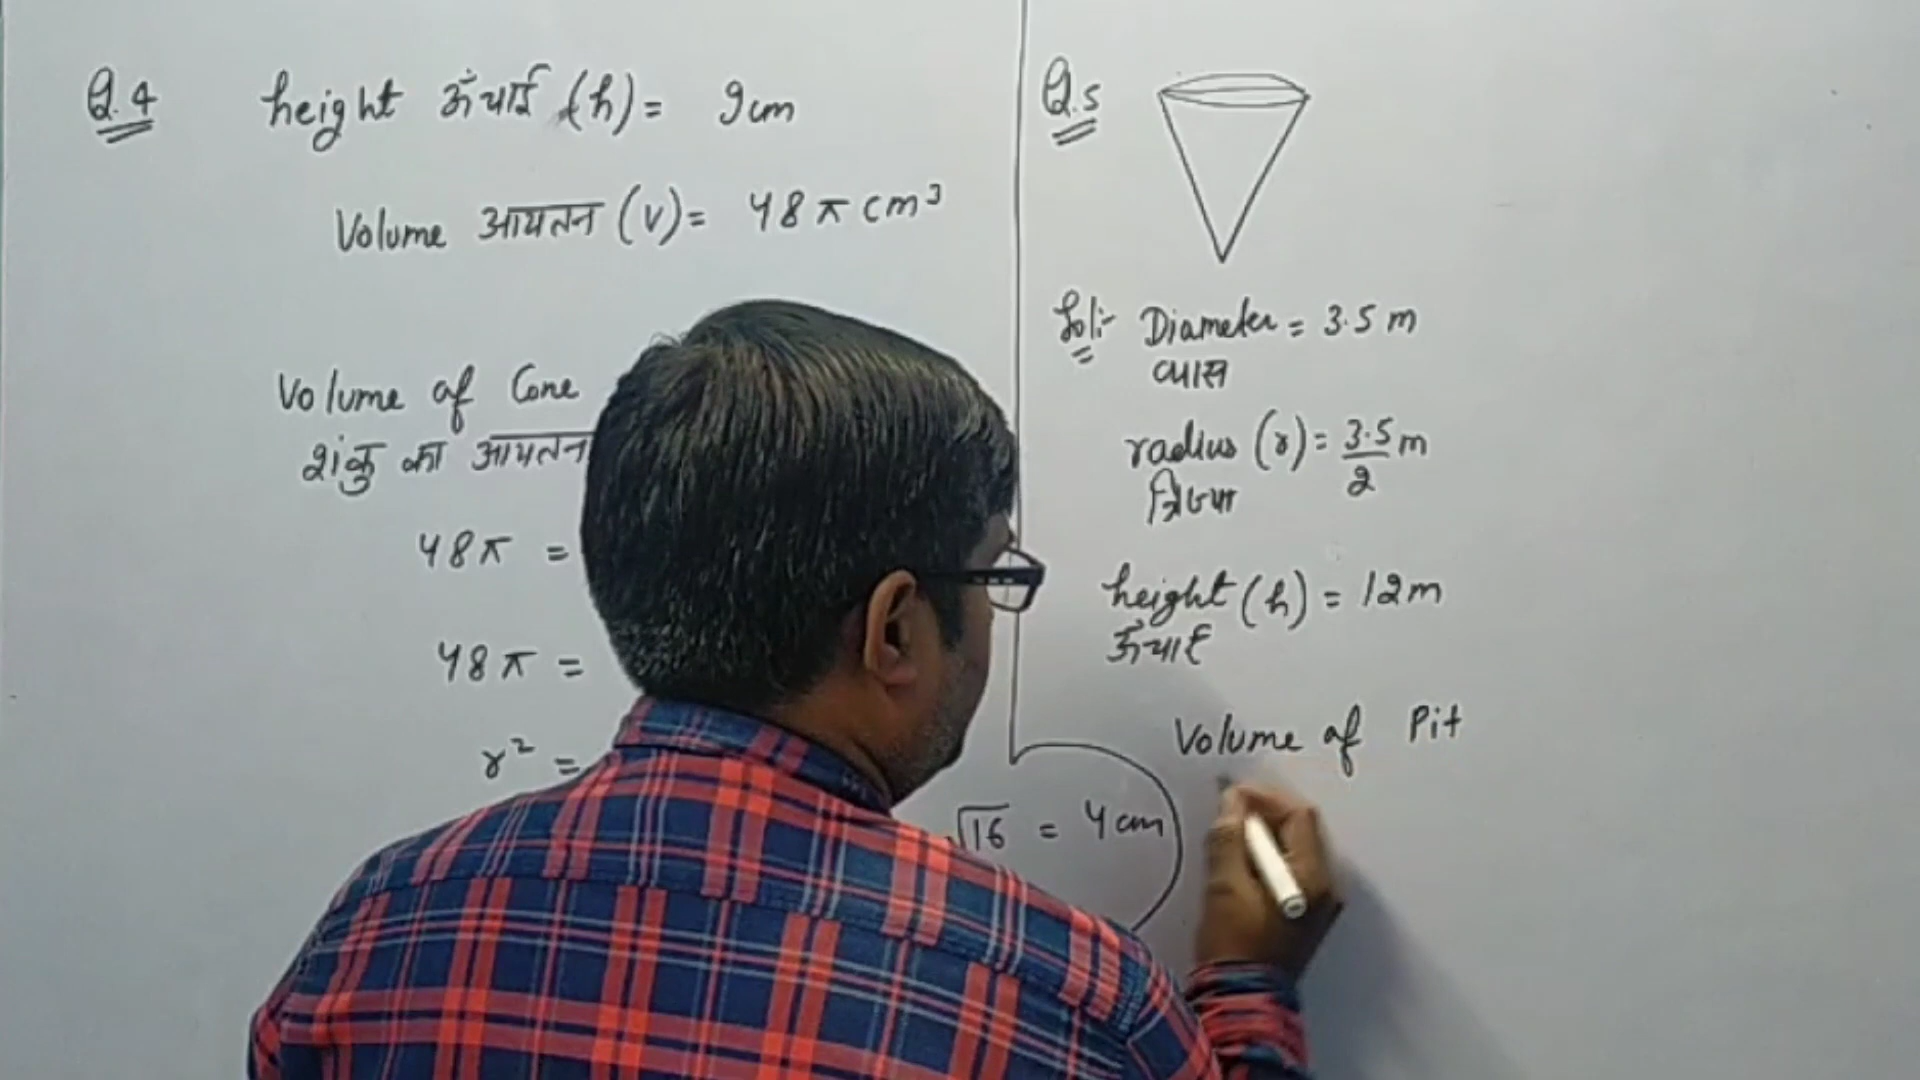 Q.4 height ऊँचाई (h) = 9cm
Volume आयतन (v) = 48π cm³
Volume of Cone
शंकु का आयतन
48π =
48π =
r² =
√16 = 4cm
Q.5
Sol:- Diameter = 3.5 m
व्यास
radius (r) = 3.5/2 m
त्रिज्या
height (h) = 12m
ऊँचाई
Volume of Pit